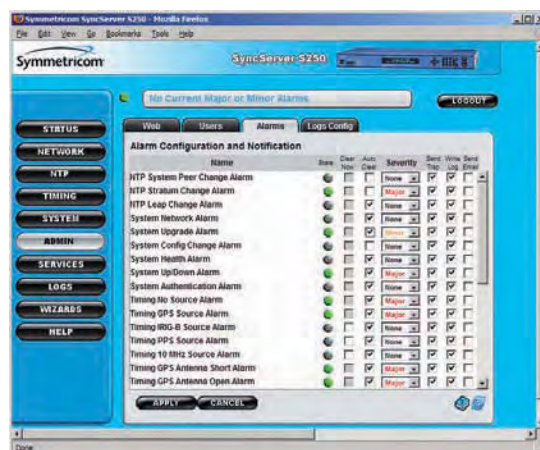 Symmetricom SyncServer S250 - Mozilla Firefox
File Edit View Go Bookmarks Tools Help
Symmetricom
SyncServer S250
No Current Major or Minor Alarms
LOGOUT
STATUS
NETWORK
NTP
TIMING
SYSTEM
ADMIN
SERVICES
LOGS
WIZARDS
HELP
Web Users Alarms Logs Config
Alarm Configuration and Notification
Name State Clear Now Auto Clear Severity Send Trap Write Log Send Email
NTP System Peer Change Alarm None
NTP Stratum Change Alarm Major
NTP Leap Change Alarm None
System Network Alarm None
System Upgrade Alarm Minor
System Config Change Alarm None
System Health Alarm None
System Up/Down Alarm Major
System Authentication Alarm None
Timing No Source Alarm Major
Timing GPS Source Alarm Major
Timing IRIG-B Source Alarm None
Timing PPS Source Alarm None
Timing 10 MHz Source Alarm None
Timing GPS Antenna Short Alarm Major
Timing GPS Antenna Open Alarm Major
APPLY CANCEL
Done